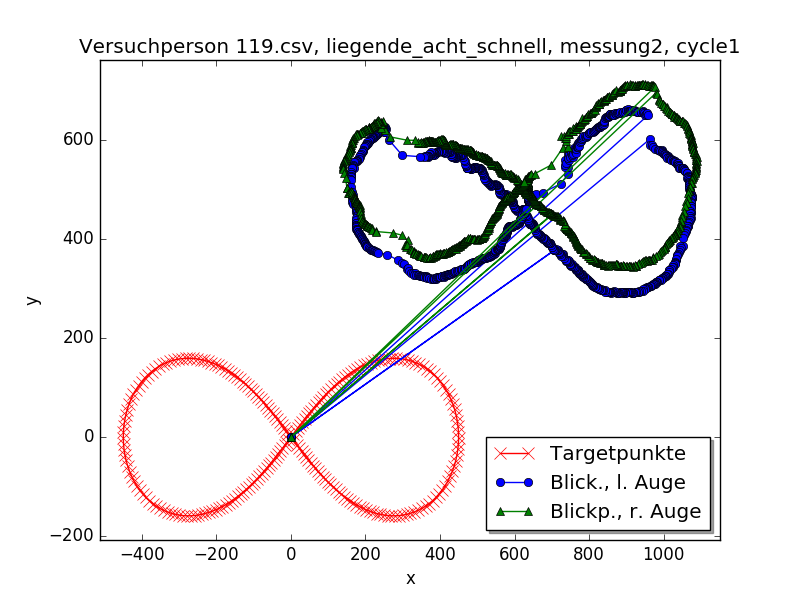 Versuchperson 119.csv, liegende_acht_schnell, messung2, cycle1
600
400
200
0
−200
y
−400
−200
0
200
400
600
800
1000
x
Targetpunkte
Blick., l. Auge
Blickp., r. Auge